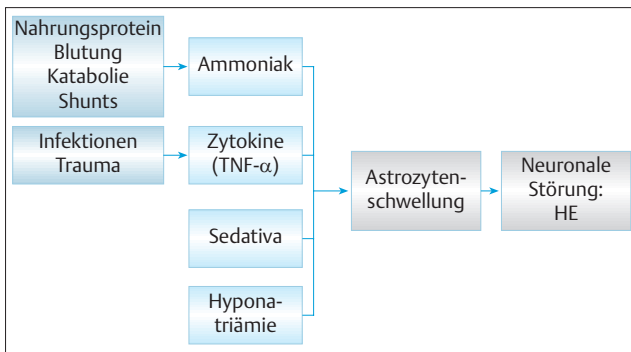 Nahrungsprotein
Blutung
Katabolie
Shunts
Ammoniak
Infektionen
Trauma
Zytokine
(TNF-α)
Sedativa
Hypona-
triämie
Astrozyten-
schwellung
Neuronale
Störung:
HE